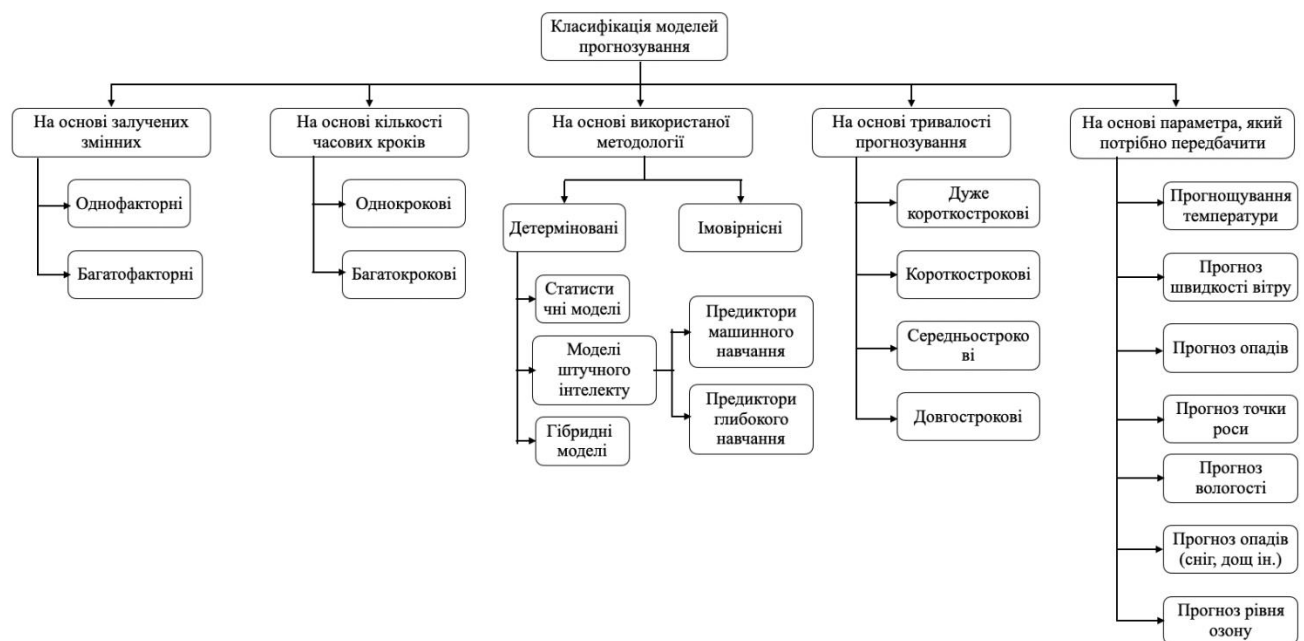 Класифікація моделей
прогнозування
На основі залучених
змінних
Однофакторні
Багатофакторні
На основі кількості
часових кроків
Однокрокові
Багатокрокові
На основі використаної
методології
Детерміновані
Імовірнісні
Статисти
чні моделі
Моделі
штучного
інтелекту
Гібридні
моделі
Предиктори
машинного
навчання
Предиктори
глибокого
навчання
На основі тривалості
прогнозування
Дуже
короткострокові
Короткострокові
Середньостроко
ві
Довгострокові
На основі параметра, який
потрібно передбачити
Прогнощування
температури
Прогноз
швидкості вітру
Прогноз опадів
Прогноз точки
роси
Прогноз
вологості
Прогноз опадів
(сніг, дощ ін.)
Прогноз рівня
озону